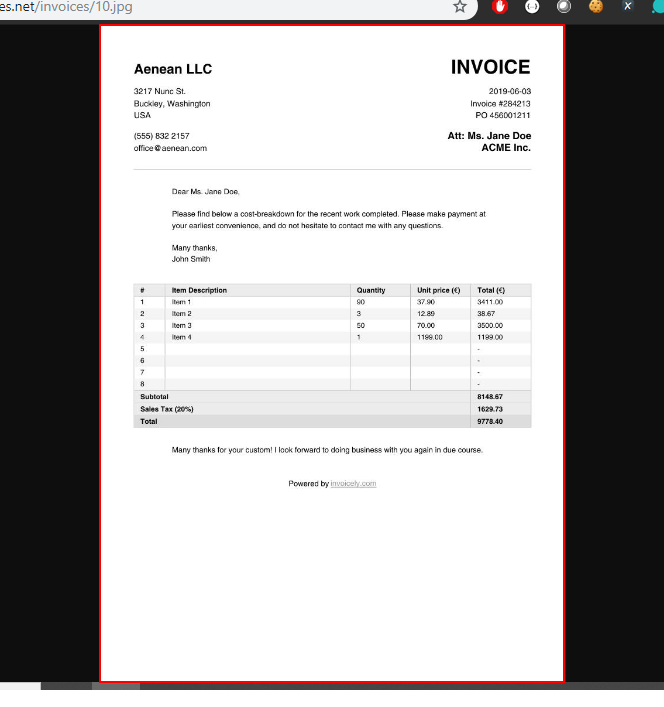 es.net/invoices/10.jpg
Aenean LLC
INVOICE
3217 Nunc St.
2019-06-03
Buckley, Washington
Invoice #284213
USA
PO 456001211
(555) 832 2157
Att: Ms. Jane Doe
office@aenean.com
ACME Inc.
Dear Ms. Jane Doe,
Please find below a cost-breakdown for the recent work completed. Please make payment at
your earliest convenience, and do not hesitate to contact me with any questions.
Many thanks,
John Smith
# Item Description Quantity Unit price (€) Total (€)
1 Item 1 90 37.90 3411.00
2 Item 2 3 12.89 38.67
3 Item 3 50 70.00 3500.00
4 Item 4 1 1199.00 1199.00
5 -
6 -
7 -
8 -
Subtotal 8148.67
Sales Tax (20%) 1629.73
Total 9778.40
Many thanks for your custom! I look forward to doing business with you again in due course.
Powered by invoicely.com